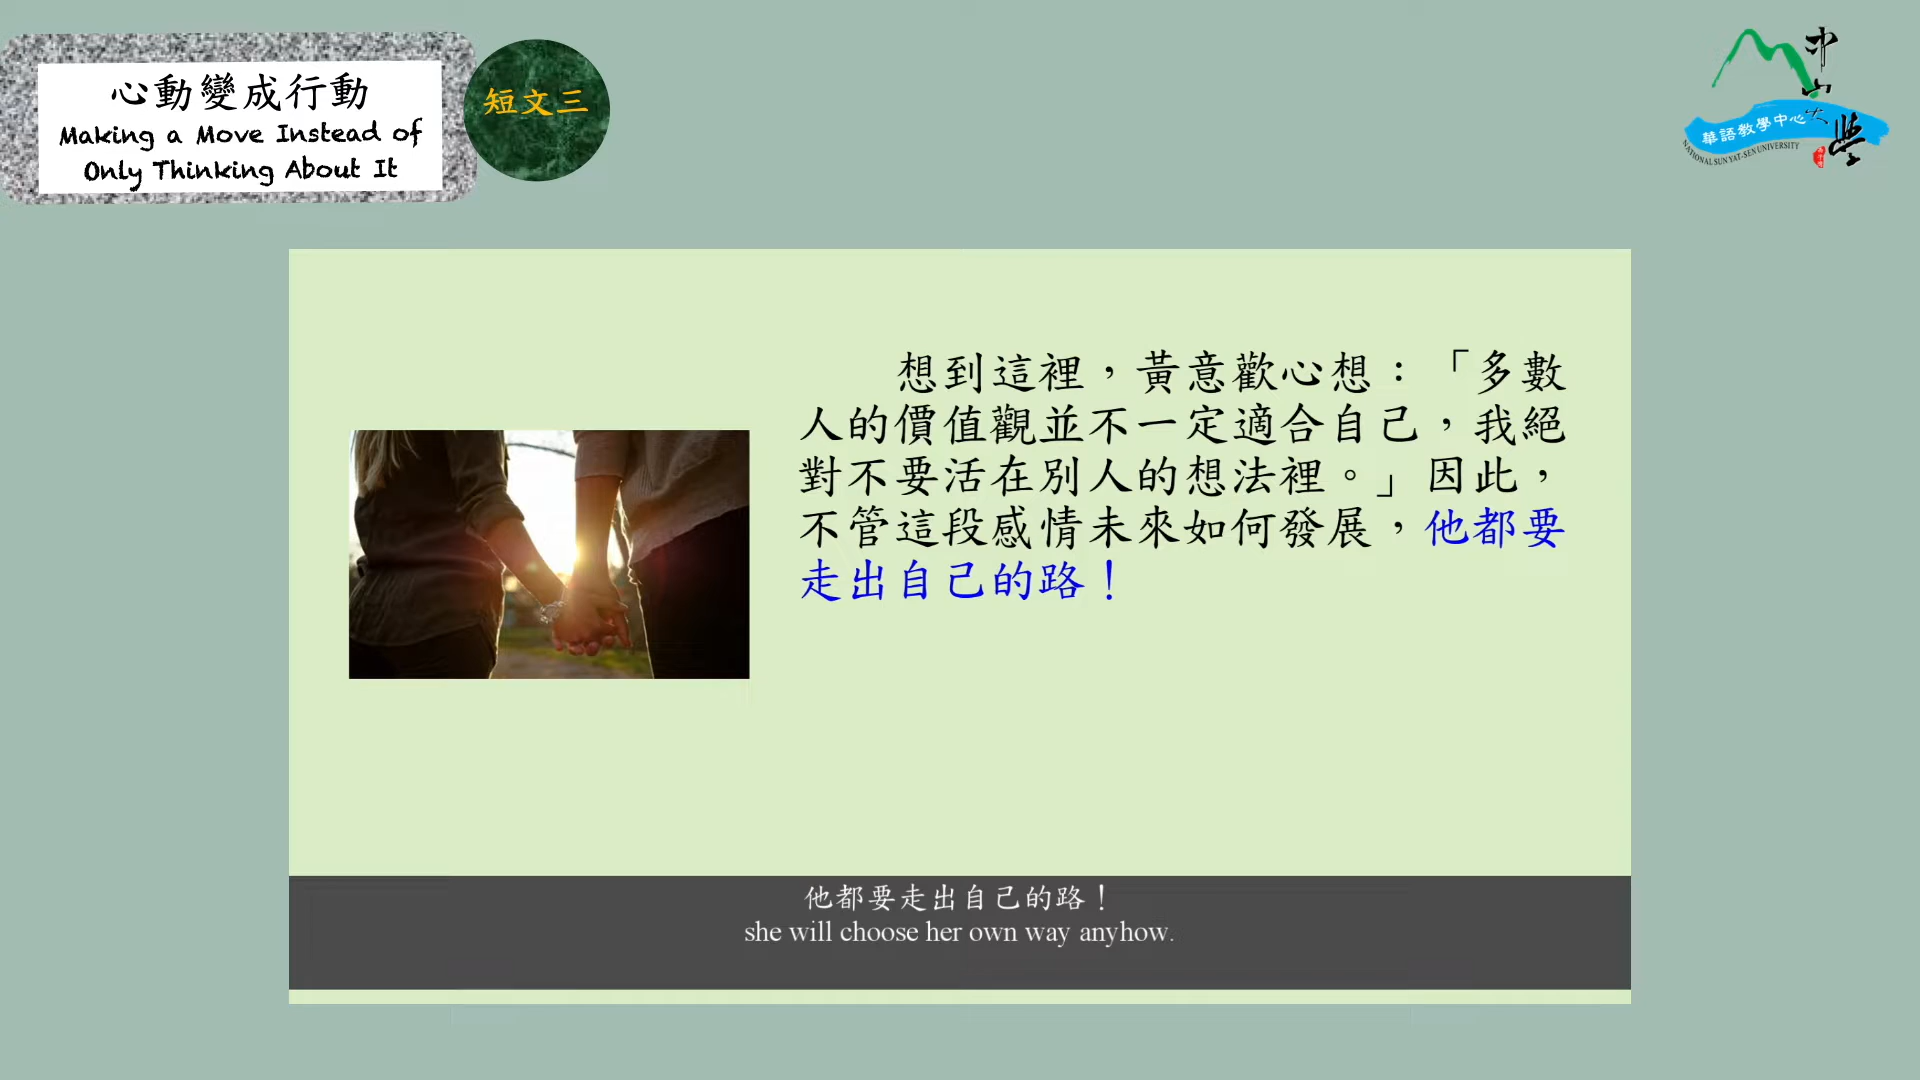 心動變成行動
Making a Move Instead of
Only Thinking About It
短文三
中山大學
華語教學中心
NATIONAL SUN YAT-SEN UNIVERSITY
想到這裡，黃意歡心想：「多數
人的價值觀並不一定適合自己，我絕
對不要活在別人的想法裡。」因此，
不管這段感情未來如何發展，他都要
走出自己的路！
他都要走出自己的路！
she will choose her own way anyhow.